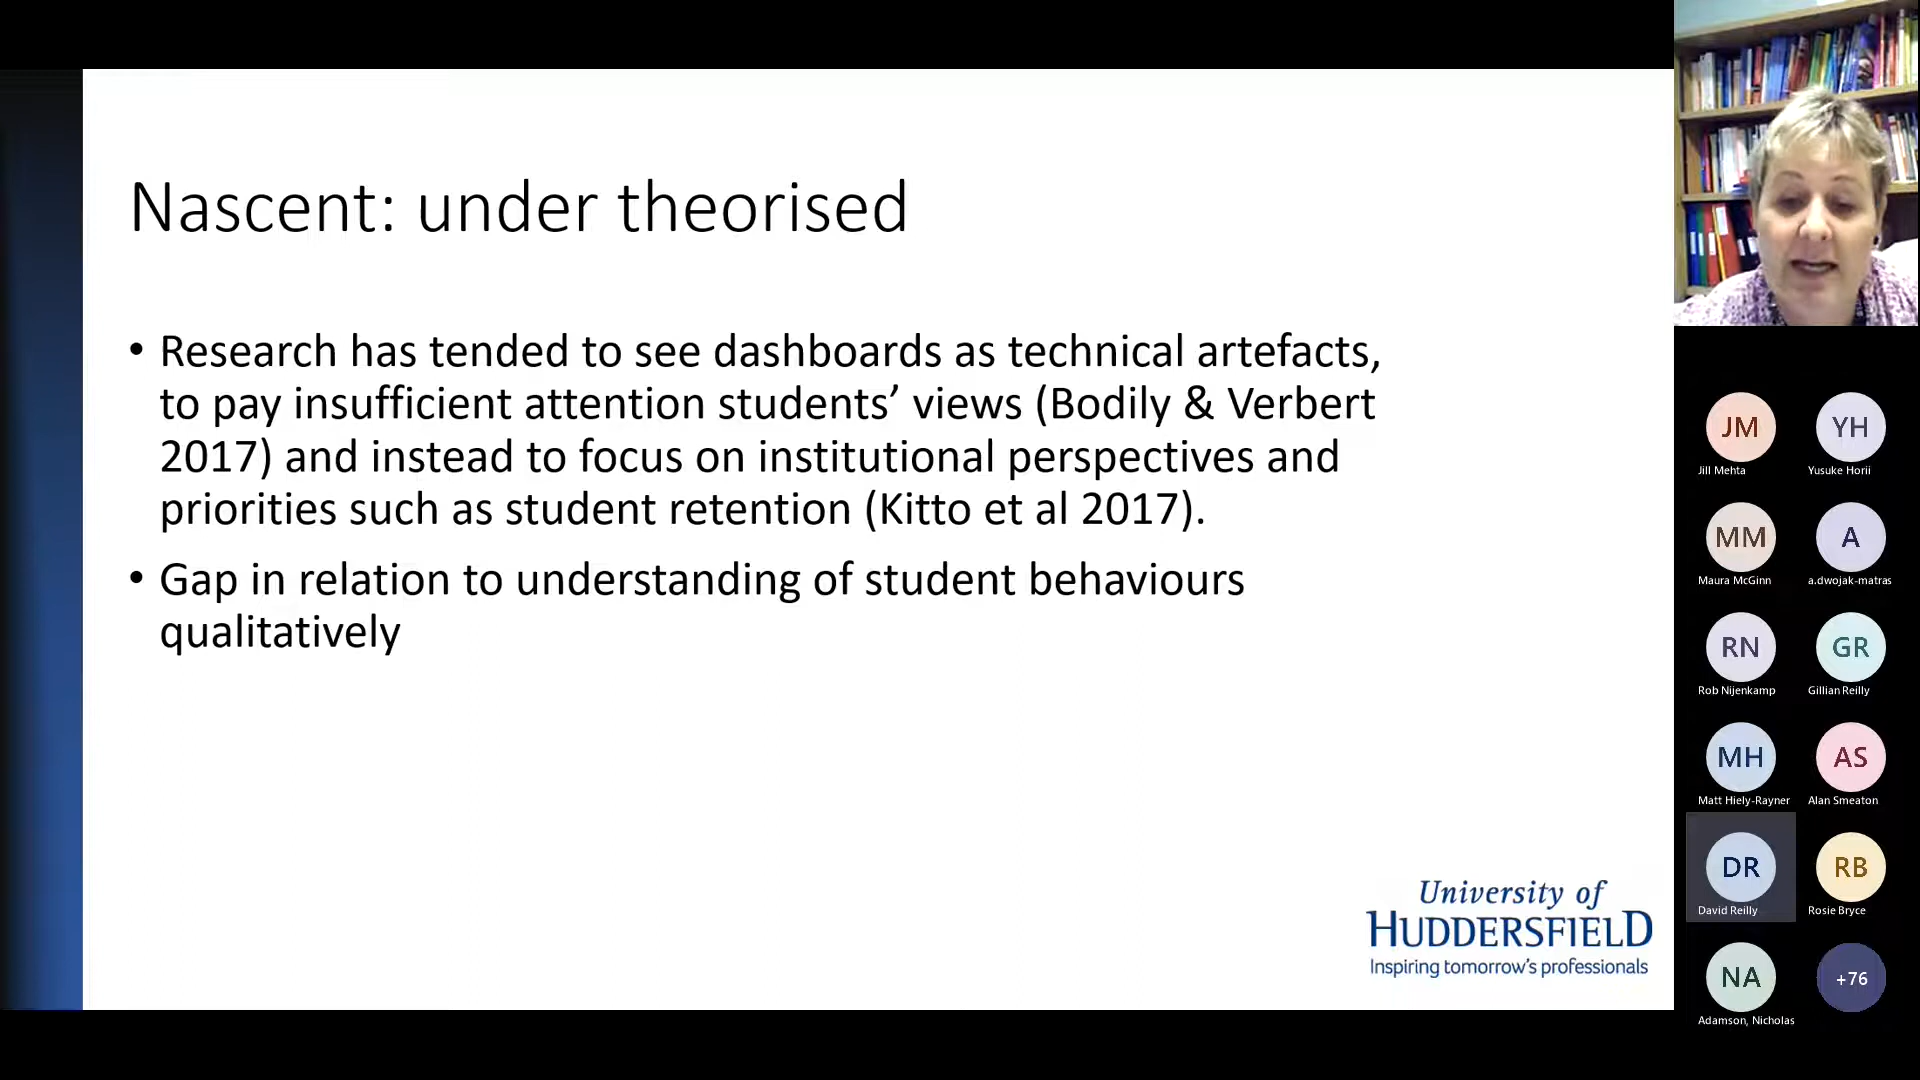 Nascent: under theorised
• Research has tended to see dashboards as technical artefacts,
to pay insufficient attention students’ views (Bodily & Verbert
2017) and instead to focus on institutional perspectives and
priorities such as student retention (Kitto et al 2017).
• Gap in relation to understanding of student behaviours
qualitatively
University of
HUDDERSFIELD
Inspiring tomorrow's professionals
JM
Jill Mehta
YH
Yusuke Horii
MM
Maura McGinn
A
a.dwojak-matras
RN
Rob Nijenkamp
GR
Gillian Reilly
MH
Matt Hiely-Rayner
AS
Alan Smeaton
DR
David Reilly
RB
Rosie Bryce
NA
Adamson, Nicholas
+76